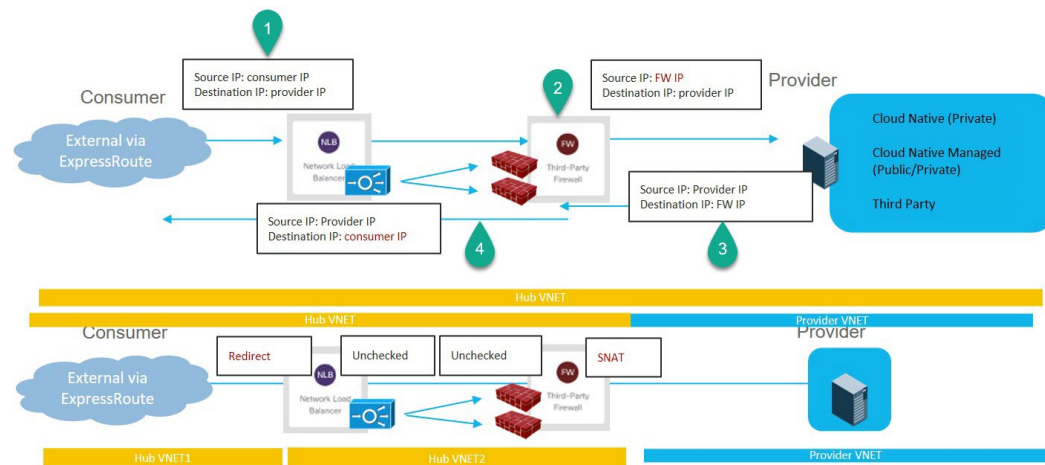 1
Source IP: consumer IP
Destination IP: provider IP
2
Source IP: FW IP
Destination IP: provider IP
Provider
Consumer
External via
ExpressRoute
NLB
Network Load
Balancer
FW
Third-Party
Firewall
Cloud Native (Private)
Cloud Native Managed
(Public/Private)
Third Party
Source IP: Provider IP
Destination IP: FW IP
Source IP: Provider IP
Destination IP: consumer IP
4
3
Hub VNET
Hub VNET
Provider VNET
Consumer
Provider
Redirect
Unchecked
Unchecked
SNAT
External via
ExpressRoute
NLB
Network Load
Balancer
FW
Third-Party
Firewall
Hub VNET1
Hub VNET2
Provider VNET